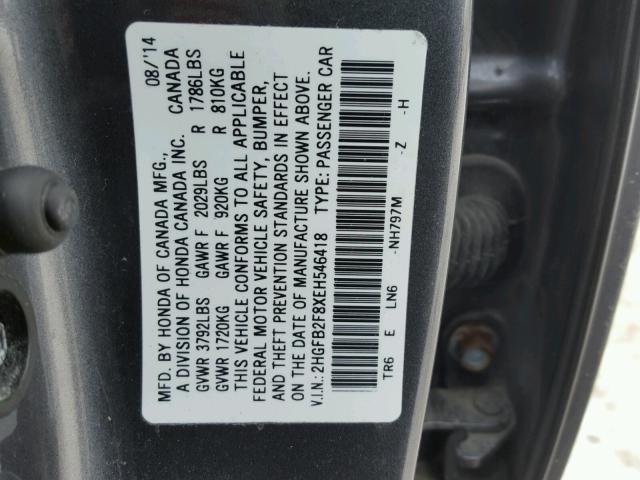 MFD. BY HONDA OF CANADA MFG., 08/'14
A DIVISION OF HONDA CANADA INC. CANADA
GVWR 3792LBS GAWR F 2029LBS R 1786LBS
GVWR 1720KG GAWR F 920KG R 810KG
THIS VEHICLE CONFORMS TO ALL APPLICABLE
FEDERAL MOTOR VEHICLE SAFETY, BUMPER,
AND THEFT PREVENTION STANDARDS IN EFFECT
ON THE DATE OF MANUFACTURE SHOWN ABOVE.
V.I.N.: 2HGFB2F8XEH546418 TYPE: PASSENGER CAR
TR6 E LN6 -NH797M -Z -H